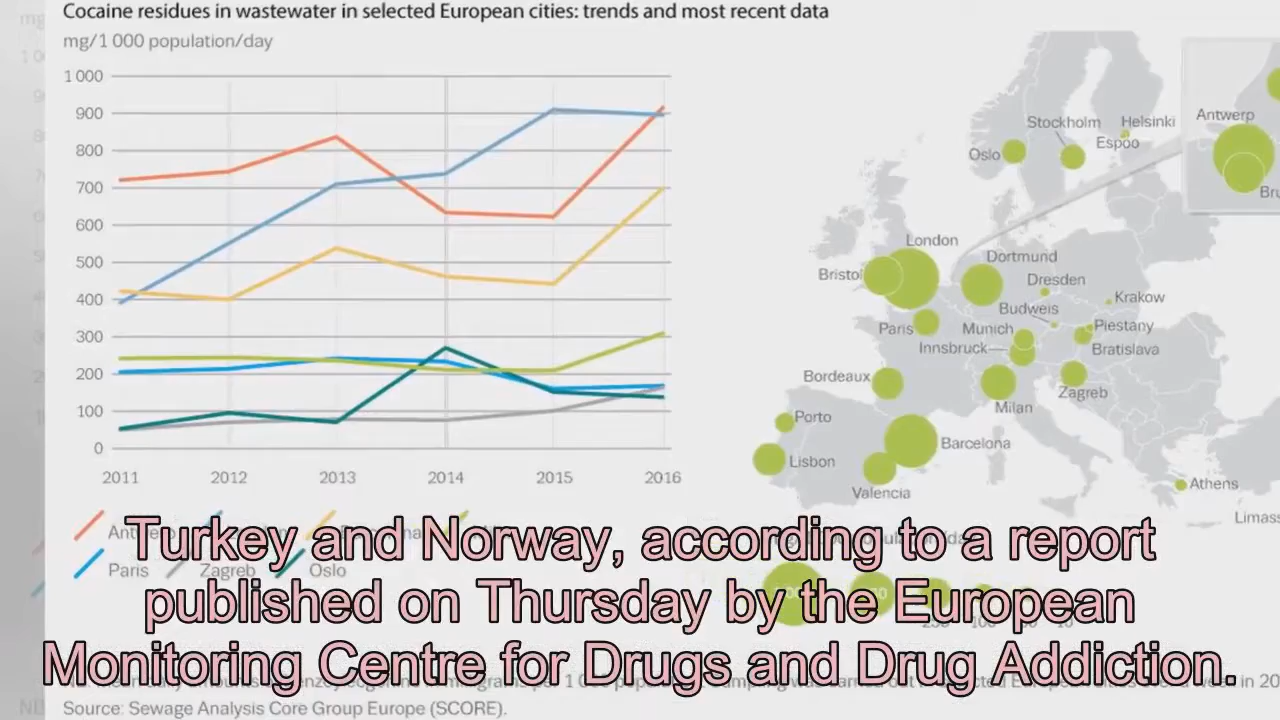 Cocaine residues in wastewater in selected European cities: trends and most recent data
mg/1 000 population/day
1 000
900
800
700
600
500
400
300
200
100
0
2011 2012 2013 2014 2015 2016
Paris Zagreb Oslo
Stockholm Helsinki
Oslo Espoo
Antwerp
London
Bristol
Dortmund
Dresden
Krakow
Budweis
Paris Munich Piestany
Innsbruck Bratislava
Bordeaux
Zagreb
Milan
Porto
Barcelona
Lisbon
Valencia
Athens
Turkey and Norway, according to a report
published on Thursday by the European
Monitoring Centre for Drugs and Drug Addiction.
Source: Sewage Analysis Core Group Europe (SCORE).